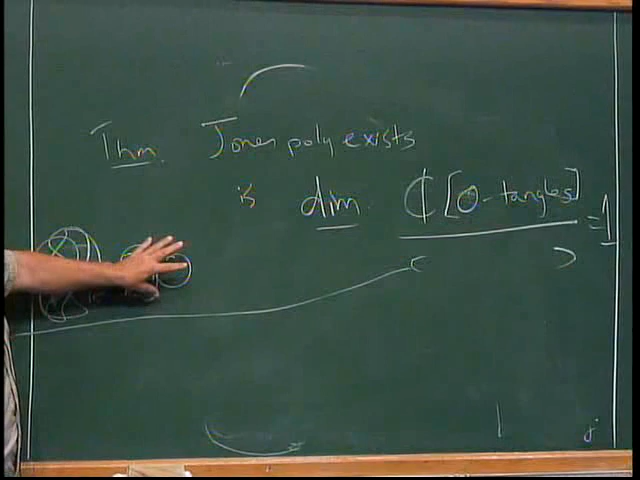 Thm. Jones poly exists
is dim ℂ[0-tangles] = 1
( )